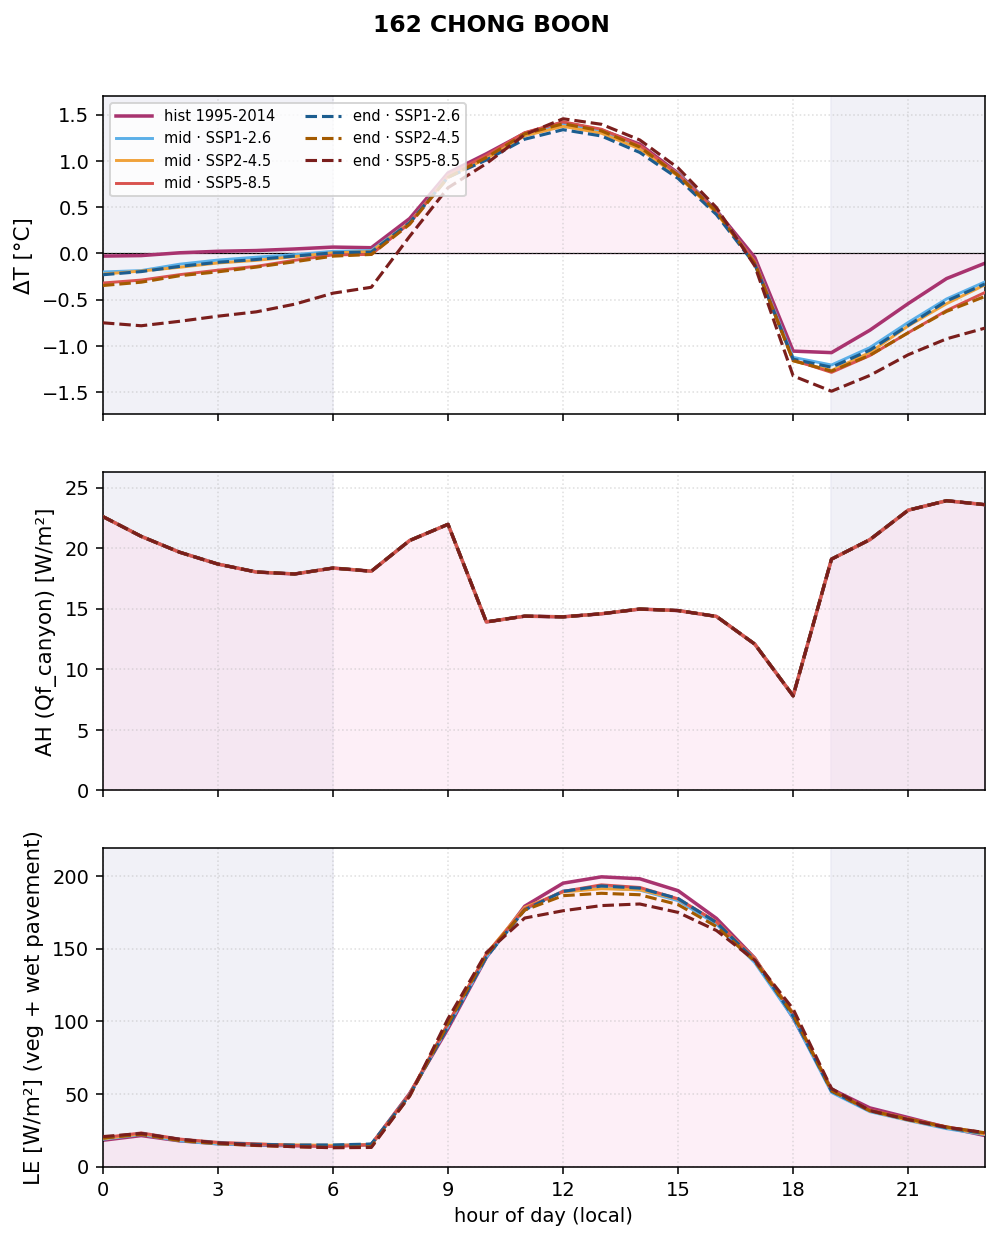 162 CHONG BOON
ΔT [°C]
1.5
1.0
0.5
0.0
−0.5
−1.0
−1.5
hist 1995-2014
mid · SSP1-2.6
mid · SSP2-4.5
mid · SSP5-8.5
end · SSP1-2.6
end · SSP2-4.5
end · SSP5-8.5
AH (Qf_canyon) [W/m²]
25
20
15
10
5
0
LE [W/m²] (veg + wet pavement)
200
150
100
50
0
0 3 6 9 12 15 18 21
hour of day (local)